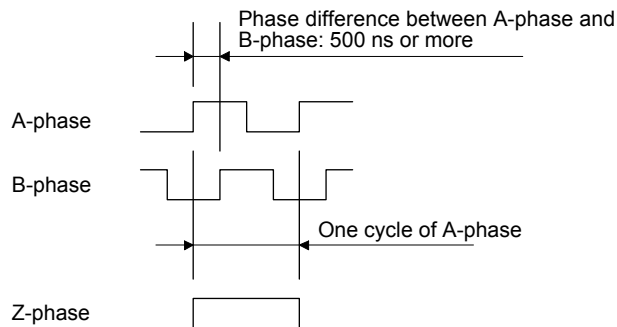 Phase difference between A-phase and
B-phase: 500 ns or more
A-phase
B-phase
One cycle of A-phase
Z-phase